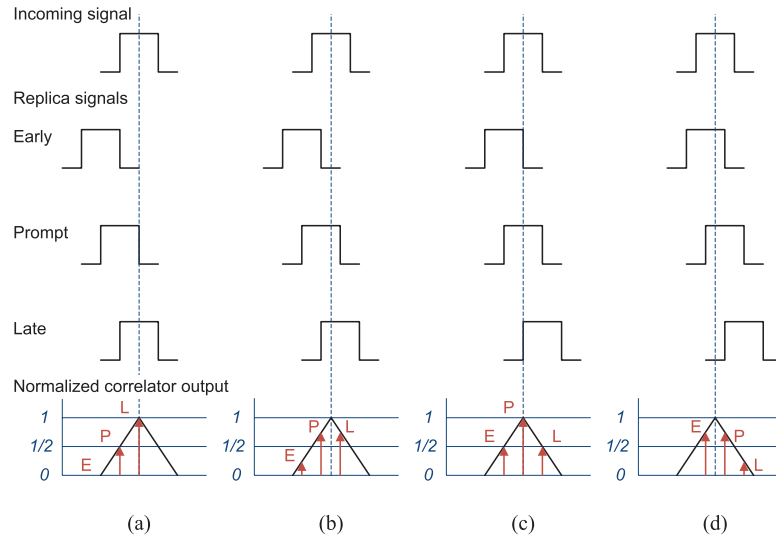 Incoming signal
Replica signals
Early
Prompt
Late
Normalized correlator output
1 L 1 1 P 1
P P L E P
1/2 1/2 E L 1/2 1/2
E E L
0 0 0 0
(a) (b) (c) (d)